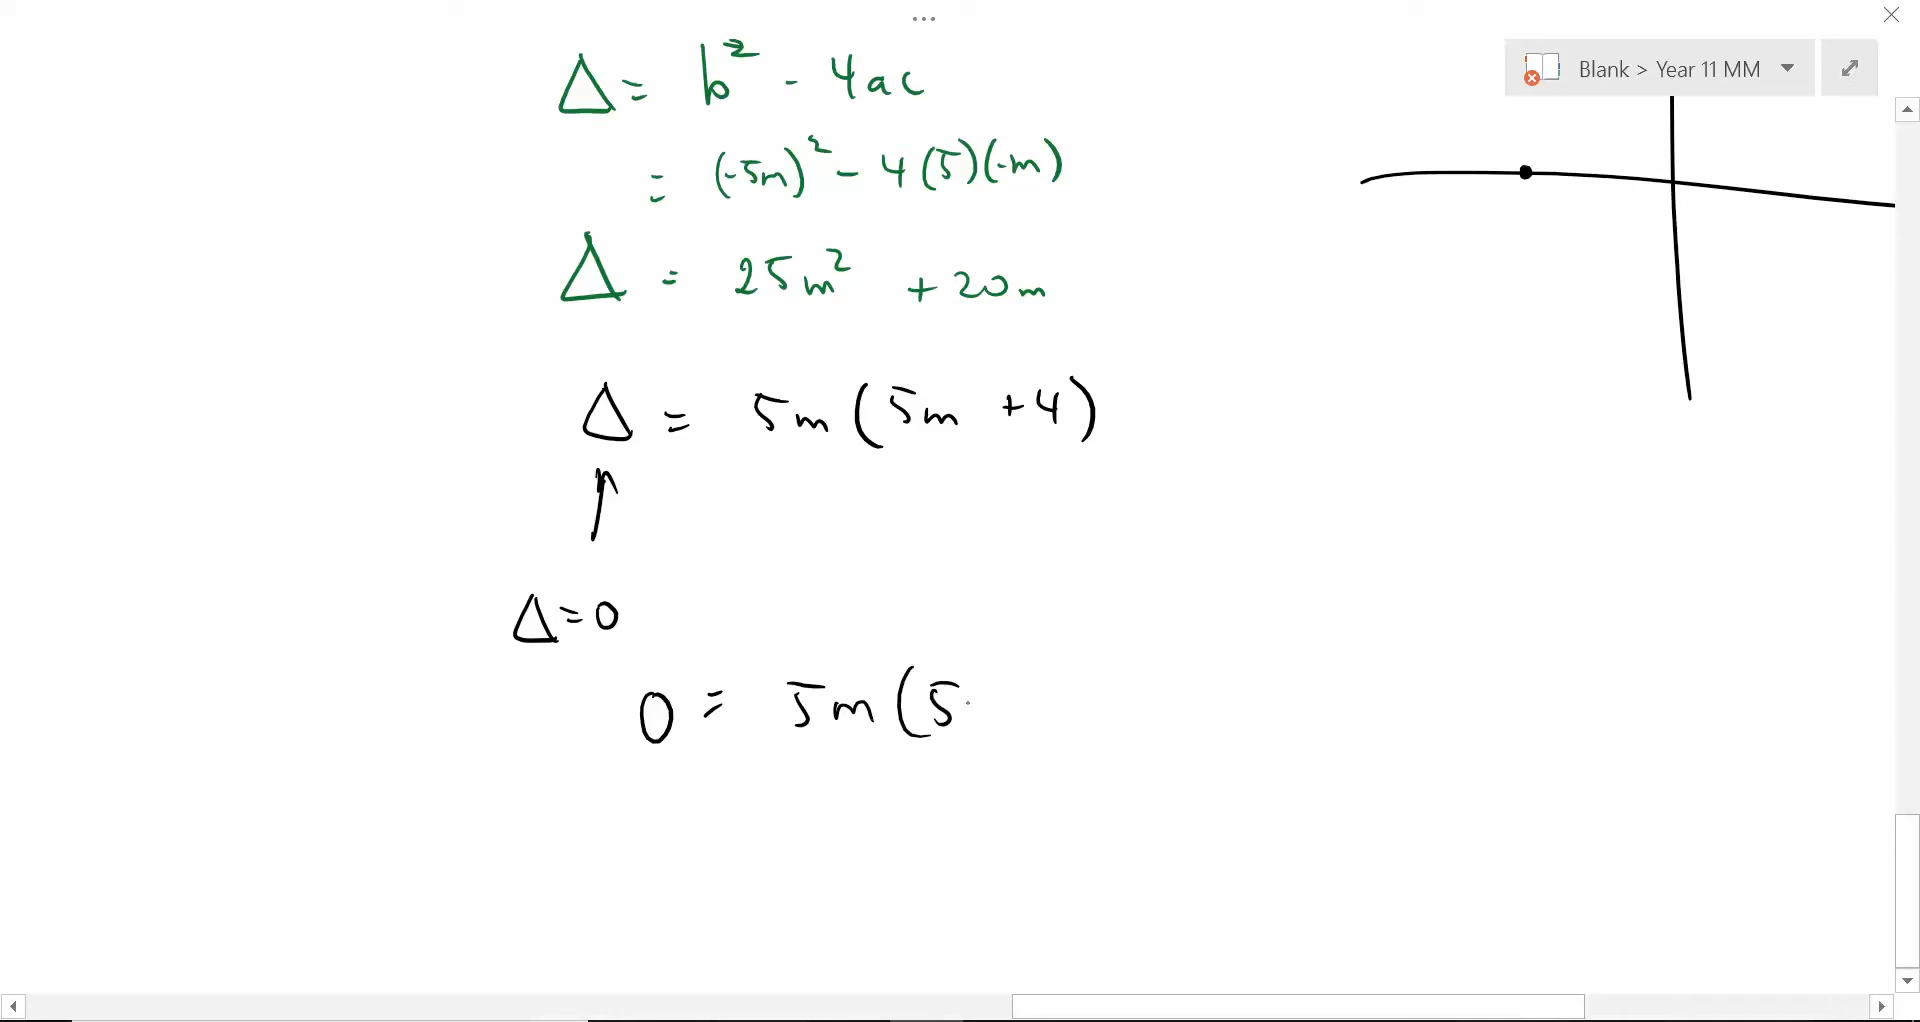 Blank > Year 11 MM
Δ = b² - 4ac
= (-5m)² - 4(5)(-m)
Δ = 25m² + 20m
Δ = 5m(5m + 4)
Δ = 0
0 = 5m(5